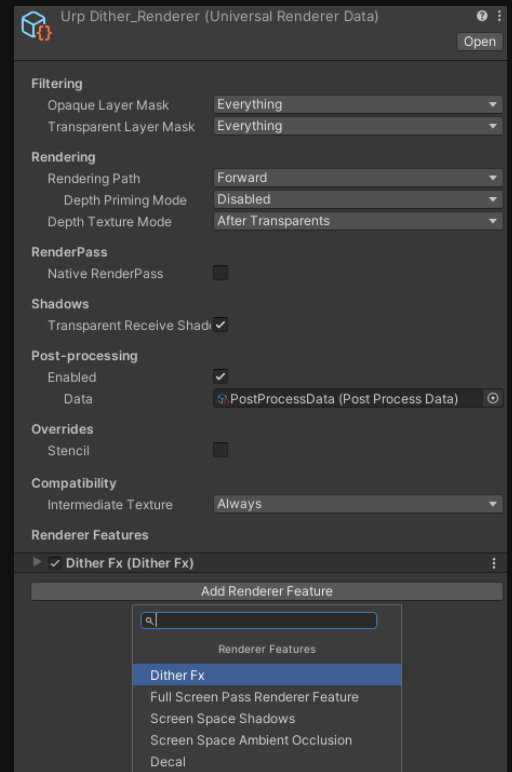 Urp Dither_Renderer (Universal Renderer Data)
Open
Filtering
Opaque Layer Mask Everything
Transparent Layer Mask Everything
Rendering
Rendering Path Forward
Depth Priming Mode Disabled
Depth Texture Mode After Transparents
RenderPass
Native RenderPass
Shadows
Transparent Receive Shad
Post-processing
Enabled
Data PostProcessData (Post Process Data)
Overrides
Stencil
Compatibility
Intermediate Texture Always
Renderer Features
Dither Fx (Dither Fx)
Add Renderer Feature
Renderer Features
Dither Fx
Full Screen Pass Renderer Feature
Screen Space Shadows
Screen Space Ambient Occlusion
Decal